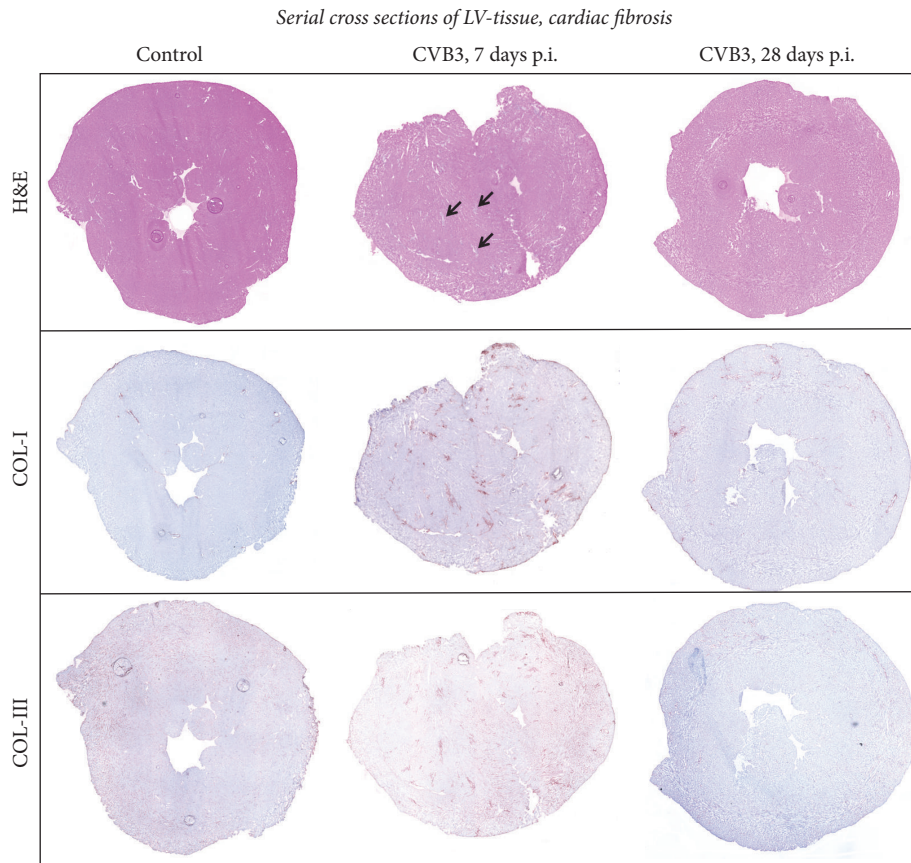 Serial cross sections of LV-tissue, cardiac fibrosis
Control
CVB3, 7 days p.i.
CVB3, 28 days p.i.
H&E
COL-I
COL-III